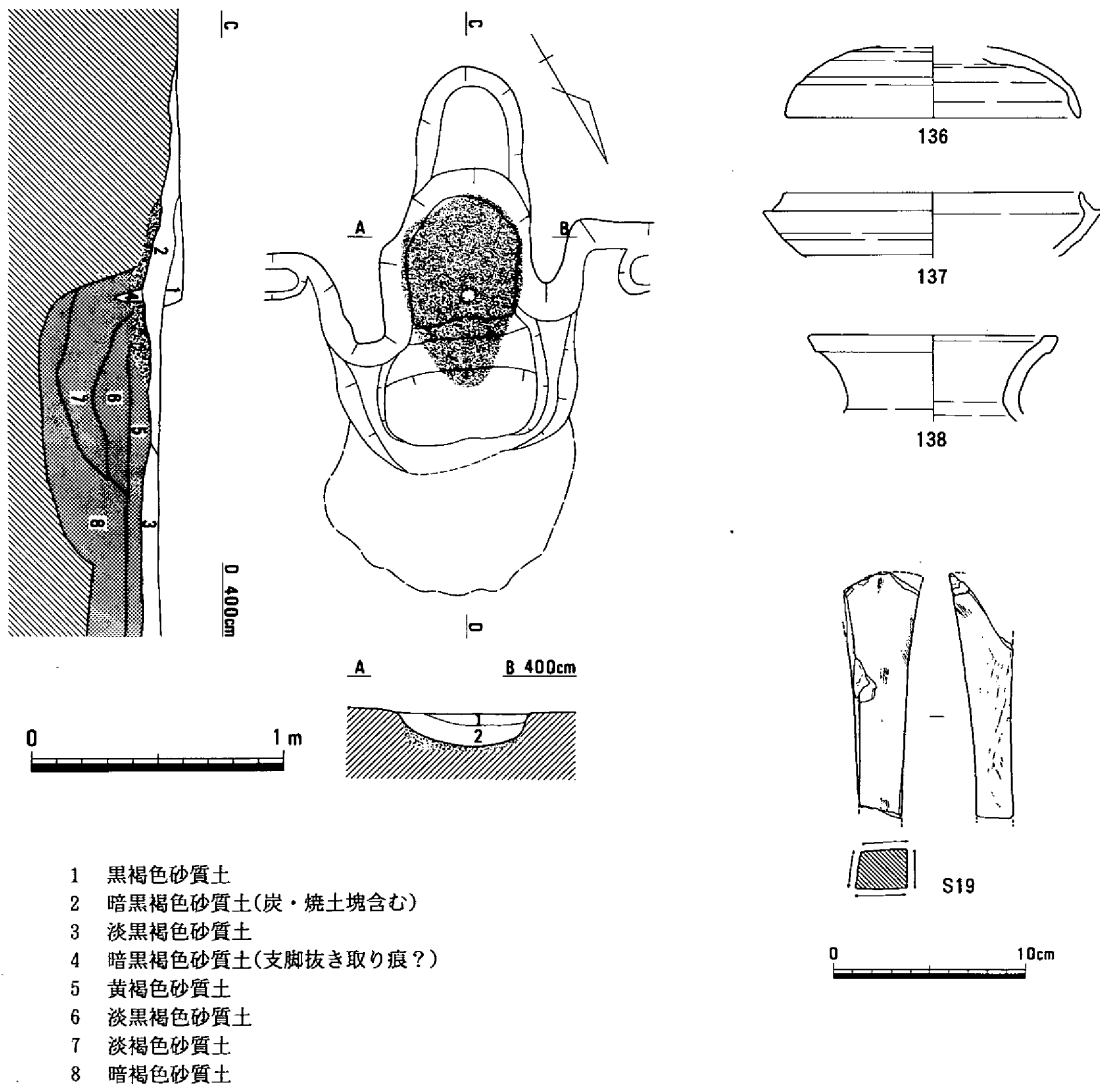 C
C
136
A
B
2
1
4
137
7
6
5
138
8
3
D 400cm
D
A
B 400cm
1
2
0
1 m
S19
0
10cm
1 黒褐色砂質土
2 暗黒褐色砂質土(炭・焼土塊含む)
3 淡黒褐色砂質土
4 暗黒褐色砂質土(支脚抜き取り痕?)
5 黄褐色砂質土
6 淡黒褐色砂質土
7 淡褐色砂質土
8 暗褐色砂質土